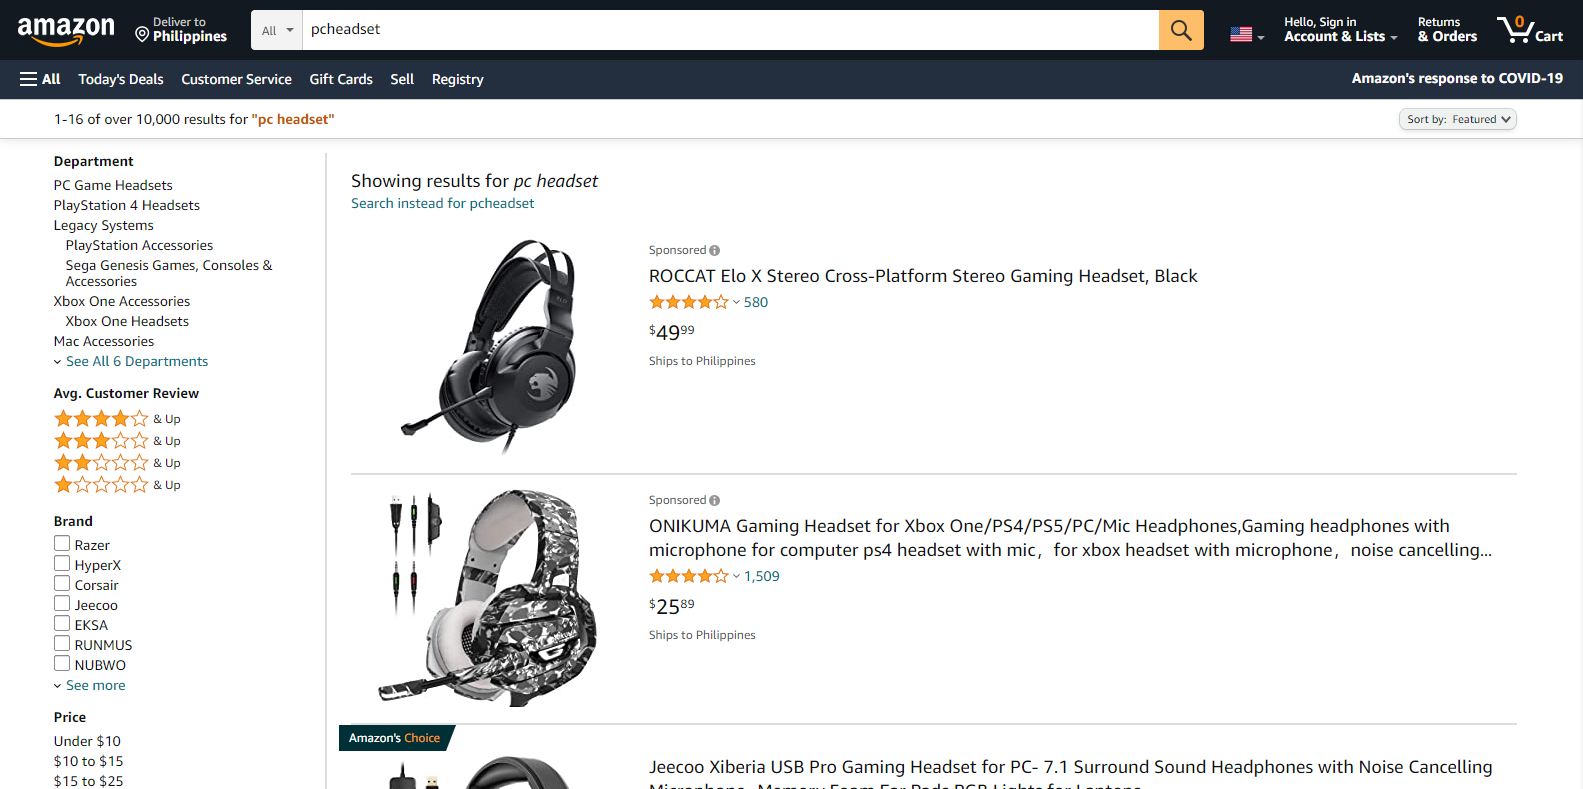 amazon
Deliver to
Philippines
All
pcheadset
Hello, Sign in
Account & Lists
Returns
& Orders
0
Cart
All
Today's Deals
Customer Service
Gift Cards
Sell
Registry
Amazon's response to COVID-19
1-16 of over 10,000 results for "pc headset"
Sort by: Featured
Department
PC Game Headsets
PlayStation 4 Headsets
Legacy Systems
PlayStation Accessories
Sega Genesis Games, Consoles &
Accessories
Xbox One Accessories
Xbox One Headsets
Mac Accessories
See All 6 Departments
Avg. Customer Review
& Up
& Up
& Up
& Up
Brand
Razer
HyperX
Corsair
Jeecoo
EKSA
RUNMUS
NUBWO
See more
Price
Under $10
$10 to $15
$15 to $25
Showing results for pc headset
Search instead for pcheadset
Sponsored
ROCCAT Elo X Stereo Cross-Platform Stereo Gaming Headset, Black
580
$4999
Ships to Philippines
Sponsored
ONIKUMA Gaming Headset for Xbox One/PS4/PS5/PC/Mic Headphones,Gaming headphones with
microphone for computer ps4 headset with mic，for xbox headset with microphone，noise cancelling...
1,509
$2589
Ships to Philippines
Amazon's Choice
Jeecoo Xiberia USB Pro Gaming Headset for PC- 7.1 Surround Sound Headphones with Noise Cancelling